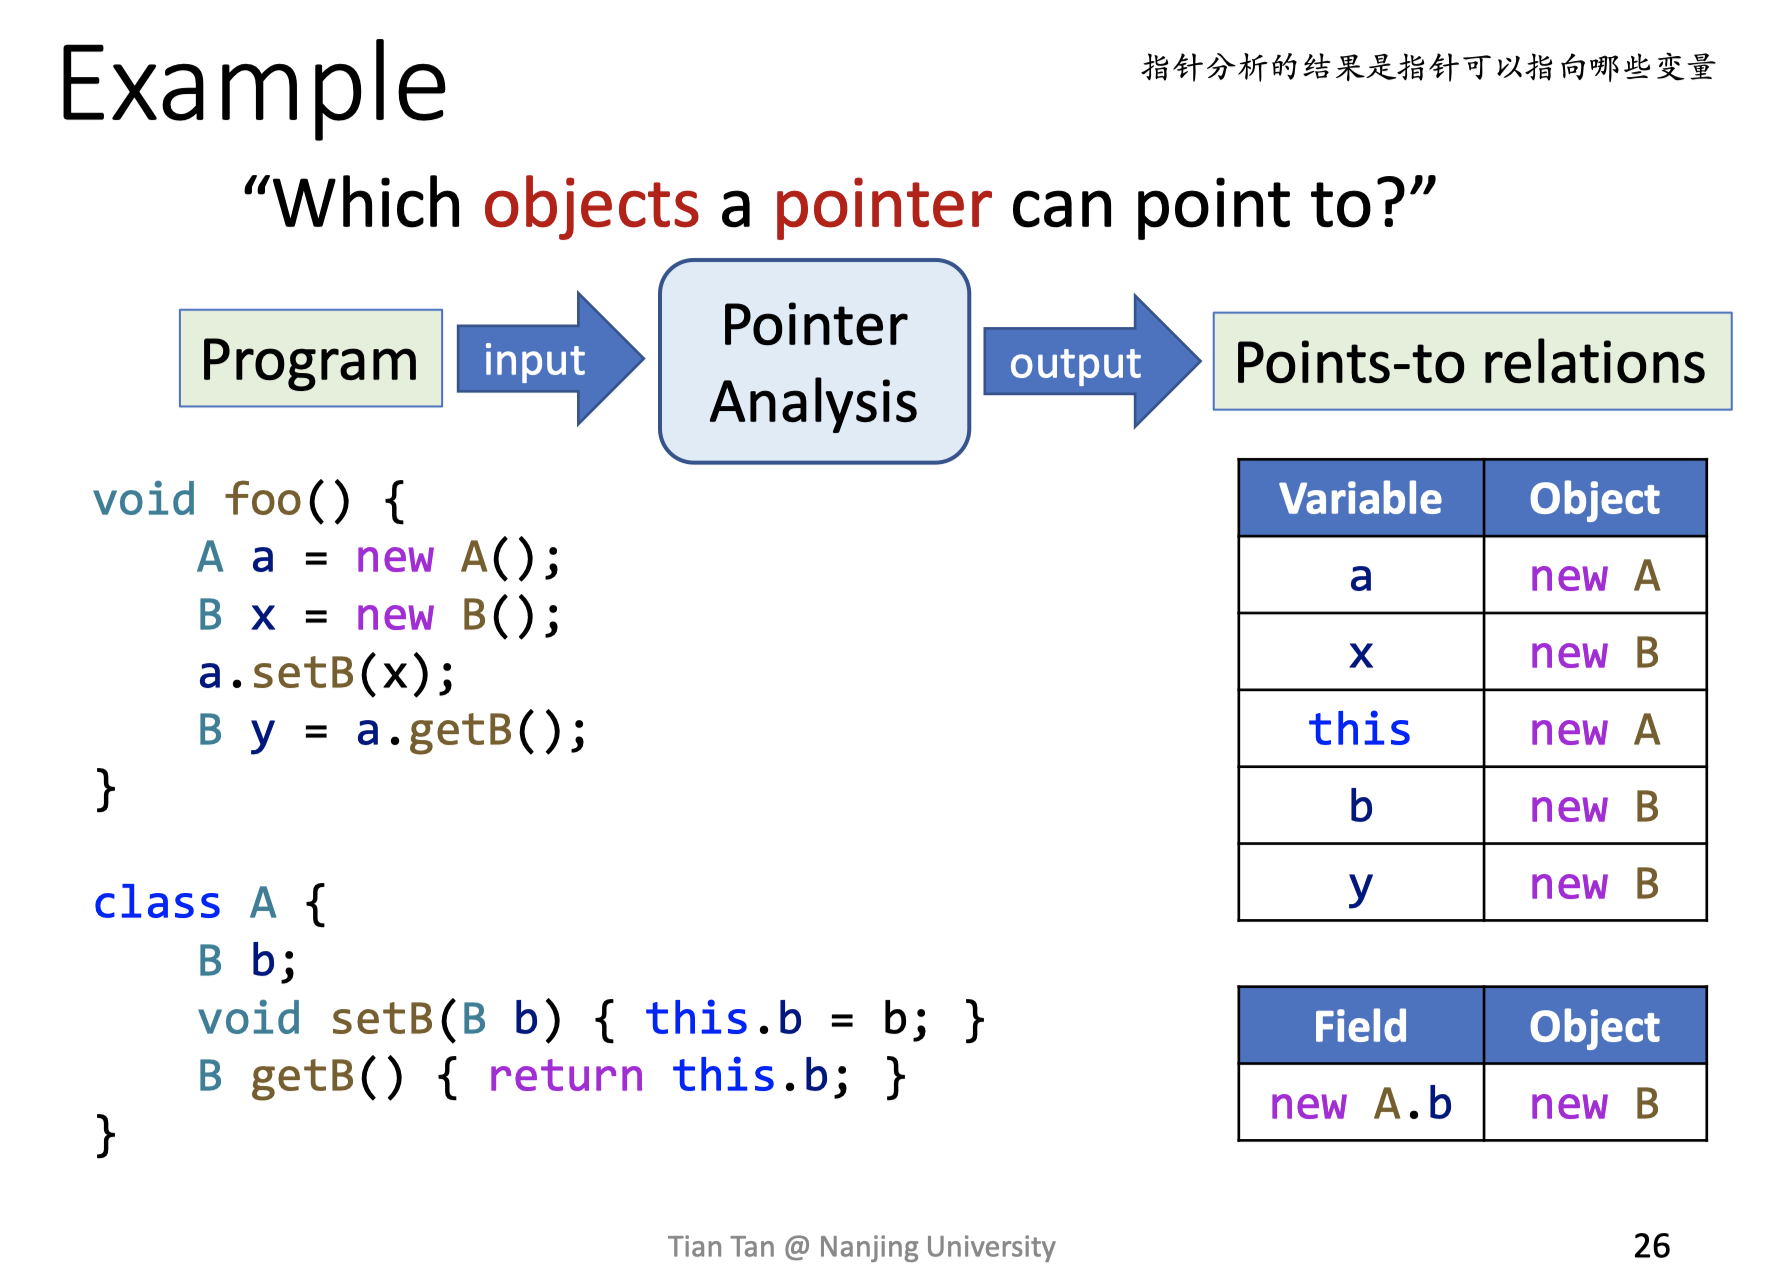 Example
指针分析的结果是指针可以指向哪些变量
“Which objects a pointer can point to?”
Program
input
Pointer
Analysis
output
Points-to relations
void foo() {
    A a = new A();
    B x = new B();
    a.setB(x);
    B y = a.getB();
}
class A {
    B b;
    void setB(B b) { this.b = b; }
    B getB() { return this.b; }
}
Variable Object
a new A
x new B
this new A
b new B
y new B
Field Object
new A.b new B
Tian Tan @ Nanjing University
26